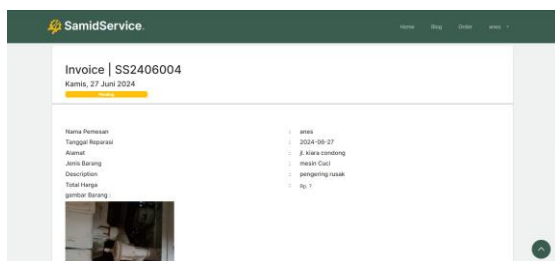 SamidService.
Home Blog Order anes
Invoice | SS2406004
Kamis, 27 Juni 2024
Pending
Nama Pemesan : anes
Tanggal Reparasi : 2024-06-27
Alamat : jl. kiara condong
Jenis Barang : mesin Cuci
Description : pengering rusak
Total Harga : Rp. ?
gambar Barang :